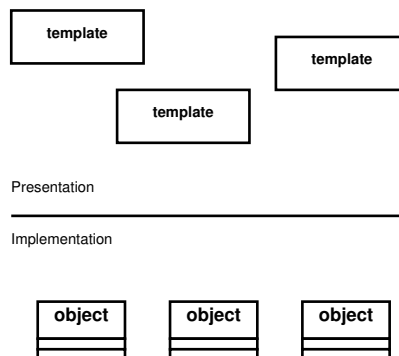 template
template
template
Presentation
Implementation
object object object